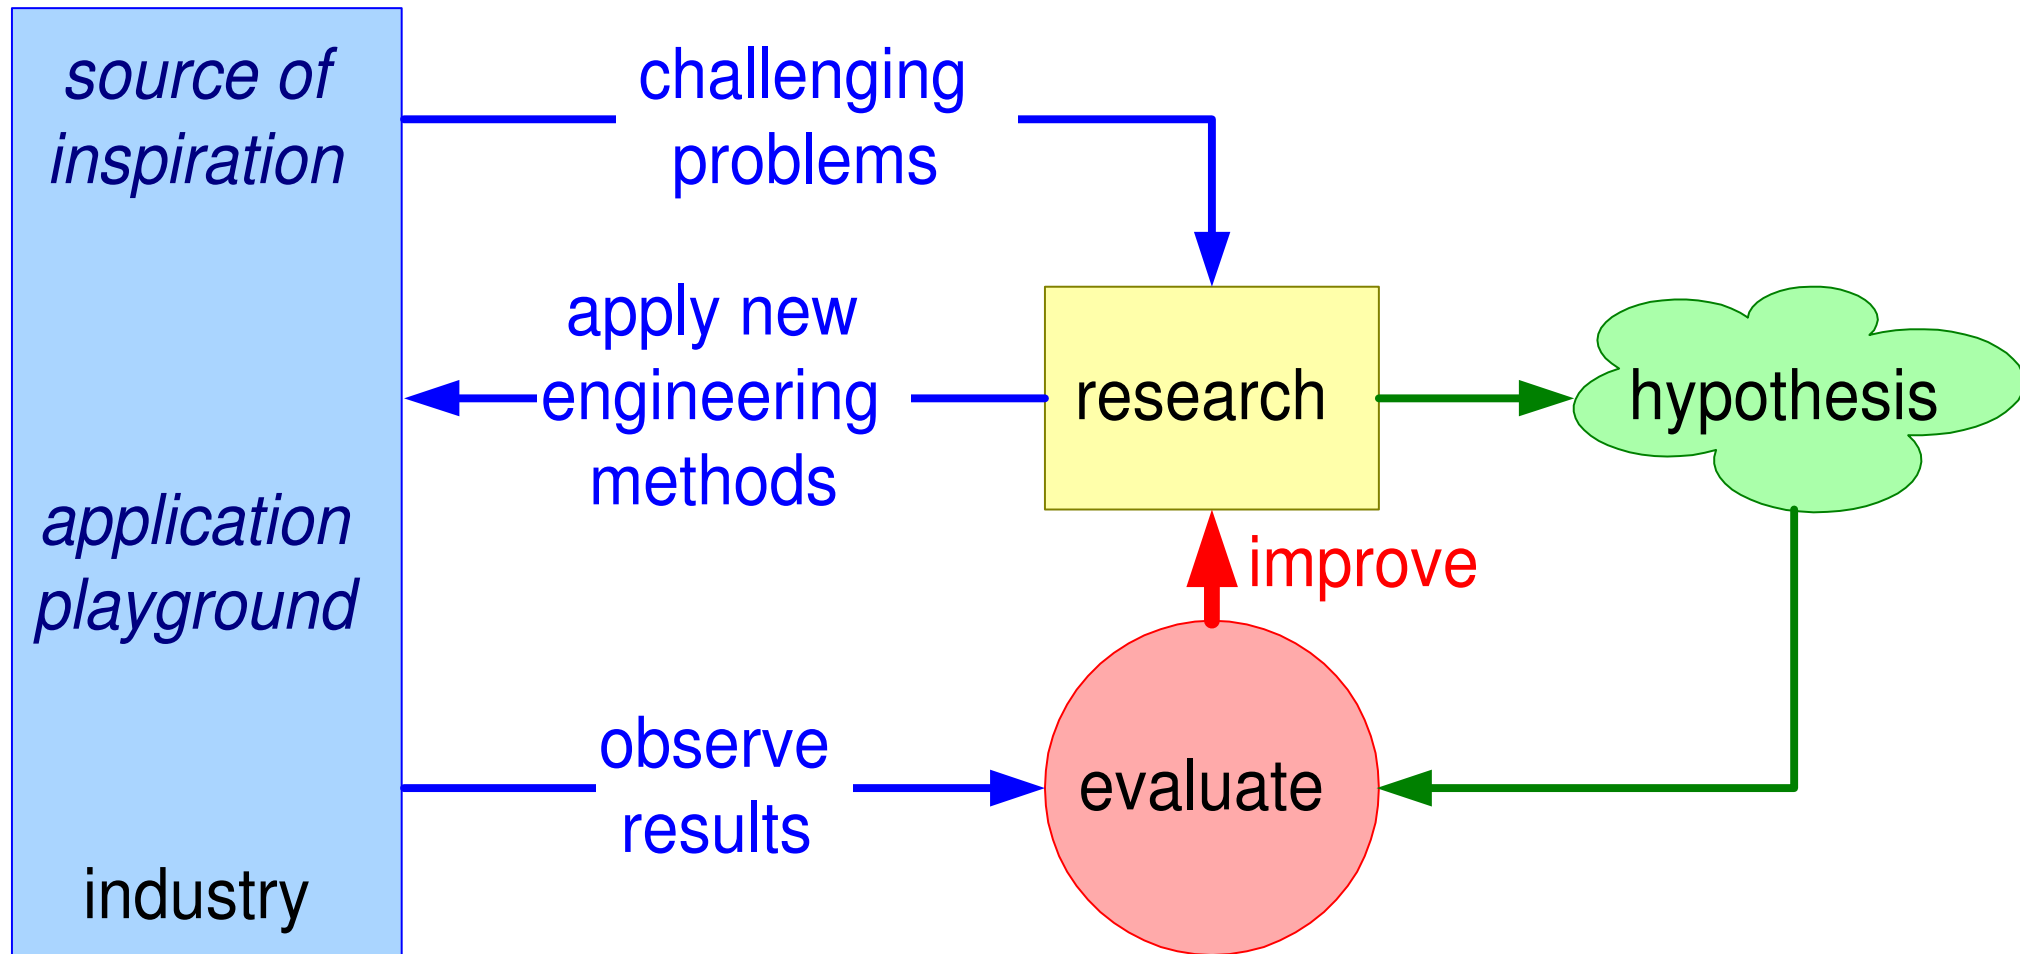 source of
inspiration
application
playground
industry
challenging
problems
apply new
engineering
methods
observe
results
research
improve
evaluate
hypothesis